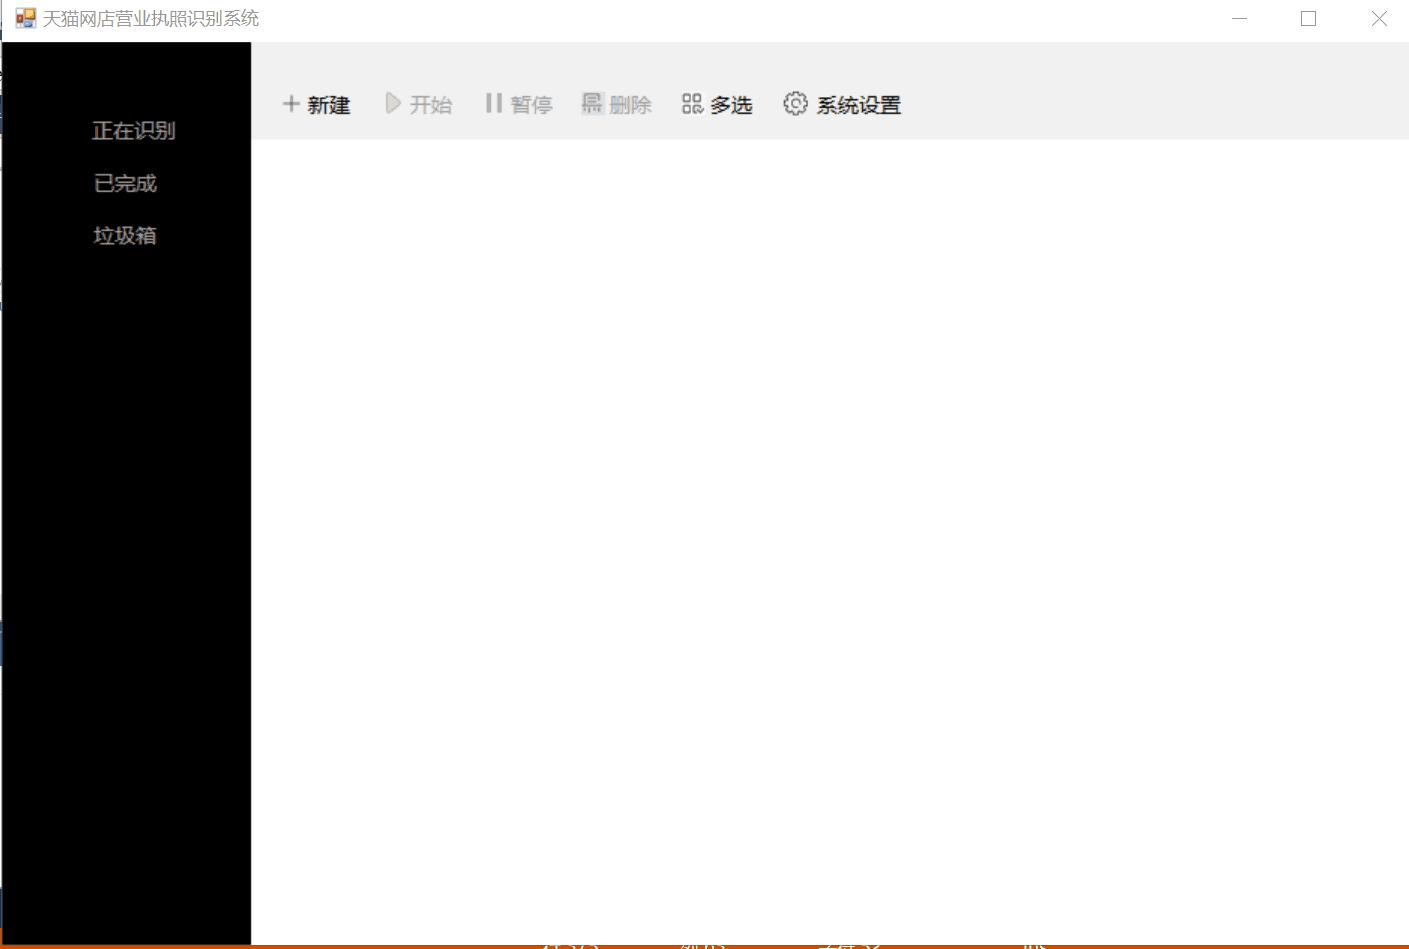 天猫网店营业执照识别系统
新建 开始 暂停 删除 多选 系统设置
正在识别
已完成
垃圾箱